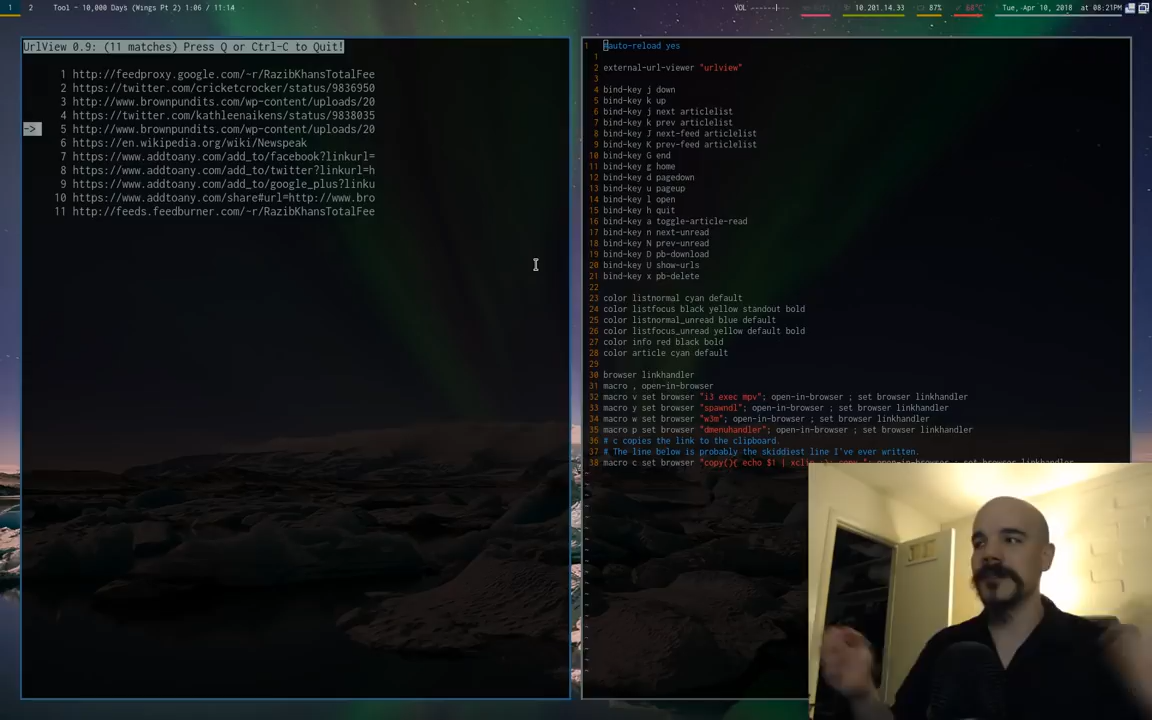 1
2
Tool - 10,000 Days (Wings Pt 2) 1:06 / 11:14
VOL
10.201.14.33
87%
68°C
Tue, Apr 10, 2018 at 08:21PM
UrlView 0.9: (11 matches) Press Q or Ctrl-C to Quit!
1 http://feedproxy.google.com/~r/RazibKhansTotalFee
2 https://twitter.com/cricketcrocker/status/9836950
3 http://www.brownpundits.com/wp-content/uploads/20
4 https://twitter.com/kathleenaikens/status/9838035
-> 5 http://www.brownpundits.com/wp-content/uploads/20
6 https://en.wikipedia.org/wiki/Newspeak
7 https://www.addtoany.com/add_to/facebook?linkurl=
8 https://www.addtoany.com/add_to/twitter?linkurl=h
9 https://www.addtoany.com/add_to/google_plus?linku
10 https://www.addtoany.com/share#url=http://www.bro
11 http://feeds.feedburner.com/~r/RazibKhansTotalFee
1 #auto-reload yes
1
2 external-url-viewer "urlview"
3
4 bind-key j down
5 bind-key k up
6 bind-key j next articlelist
7 bind-key k prev articlelist
8 bind-key J next-feed articlelist
9 bind-key K prev-feed articlelist
10 bind-key G end
11 bind-key g home
12 bind-key d pagedown
13 bind-key u pageup
14 bind-key l open
15 bind-key h quit
16 bind-key a toggle-article-read
17 bind-key n next-unread
18 bind-key N prev-unread
19 bind-key D pb-download
20 bind-key U show-urls
21 bind-key x pb-delete
22
23 color listnormal cyan default
24 color listfocus black yellow standout bold
25 color listnormal_unread blue default
26 color listfocus_unread yellow default bold
27 color info red black bold
28 color article cyan default
29
30 browser linkhandler
31 macro , open-in-browser
32 macro v set browser "i3 exec mpv"; open-in-browser ; set browser linkhandler
33 macro y set browser "spawndl"; open-in-browser ; set browser linkhandler
34 macro w set browser "w3m"; open-in-browser ; set browser linkhandler
35 macro p set browser "dmenuhandler"; open-in-browser ; set browser linkhandler
36 # c copies the link to the clipboard.
37 # The line below is probably the skiddiest line I've ever written.
38 macro c set browser "copy(){ echo $1 | xclip